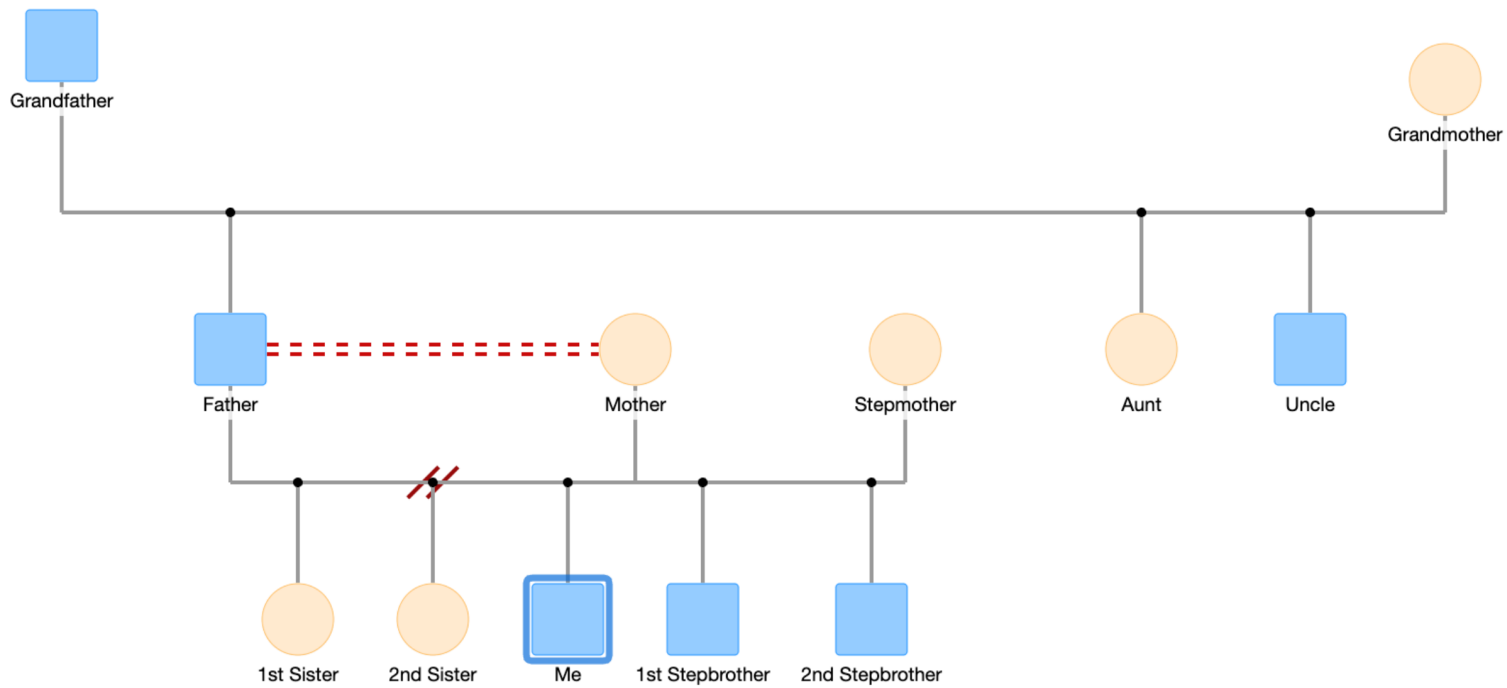 Grandfather
Grandmother
Father
Mother
Stepmother
Aunt
Uncle
1st Sister
2nd Sister
Me
1st Stepbrother
2nd Stepbrother